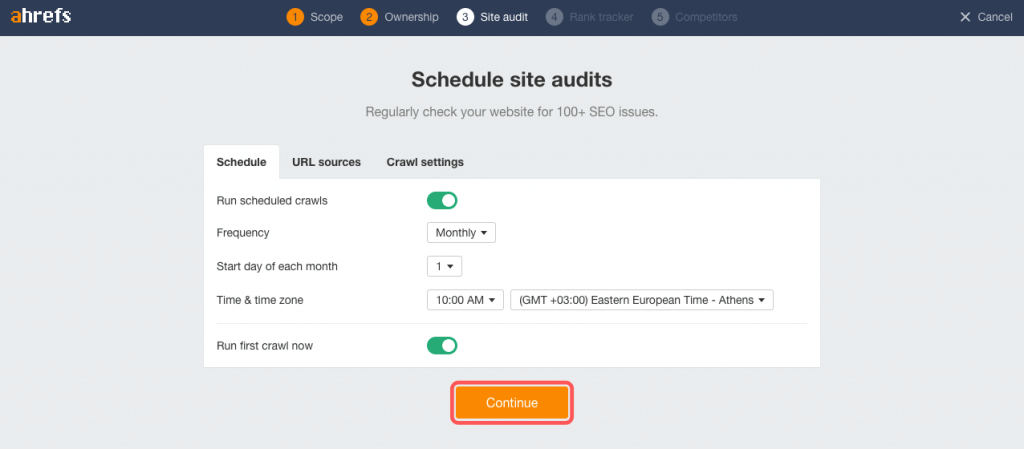 ahrefs
1 Scope 2 Ownership 3 Site audit 4 Rank tracker 5 Competitors
Cancel
Schedule site audits
Regularly check your website for 100+ SEO issues.
Schedule URL sources Crawl settings
Run scheduled crawls
Frequency Monthly
Start day of each month 1
Time & time zone 10:00 AM (GMT +03:00) Eastern European Time - Athens
Run first crawl now
Continue